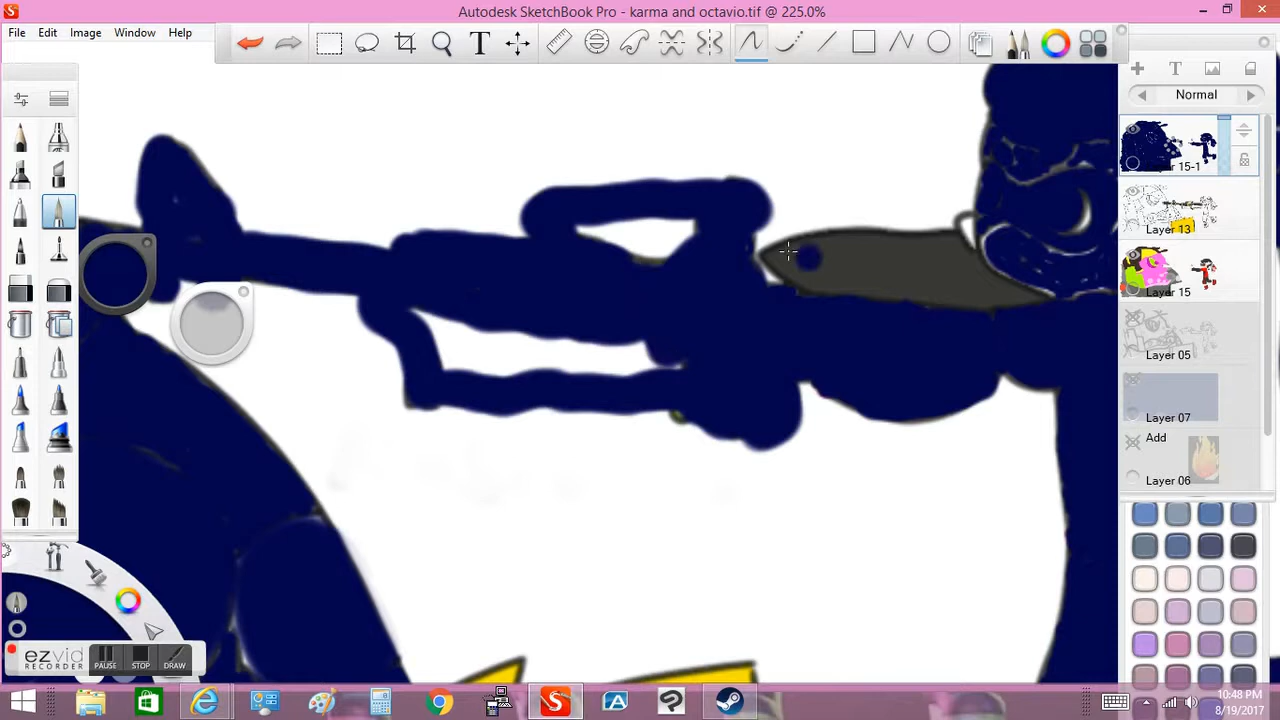 Autodesk SketchBook Pro - karma and octavio.tif @ 225.0%
File Edit Image Window Help
Normal
Layer 15-1
Layer 13
Layer 15
Layer 05
Layer 07
Add
Layer 06
ezvid
RECORDER
PAUSE STOP DRAW
10:48 PM
8/19/2017